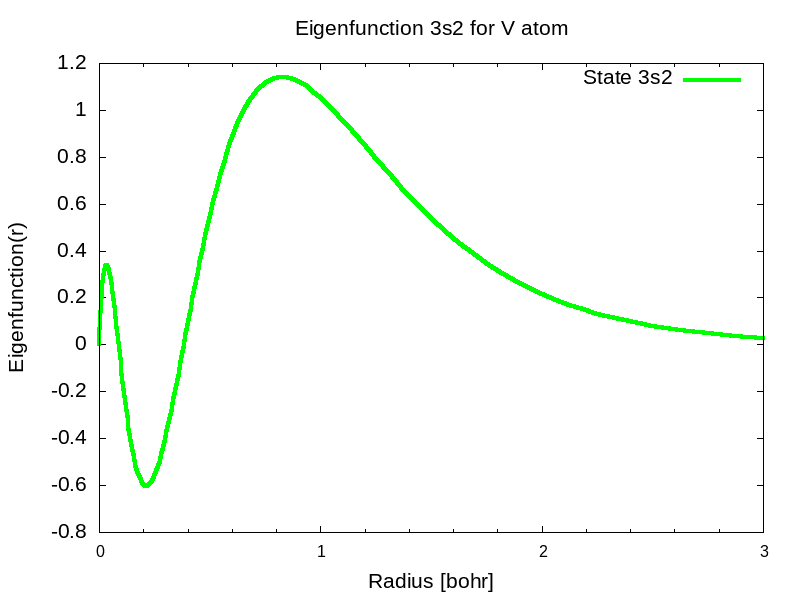 Eigenfunction 3s2 for V atom
State 3s2
Eigenfunction(r)
1.2
1
0.8
0.6
0.4
0.2
0
-0.2
-0.4
-0.6
-0.8
0 1 2 3
Radius [bohr]